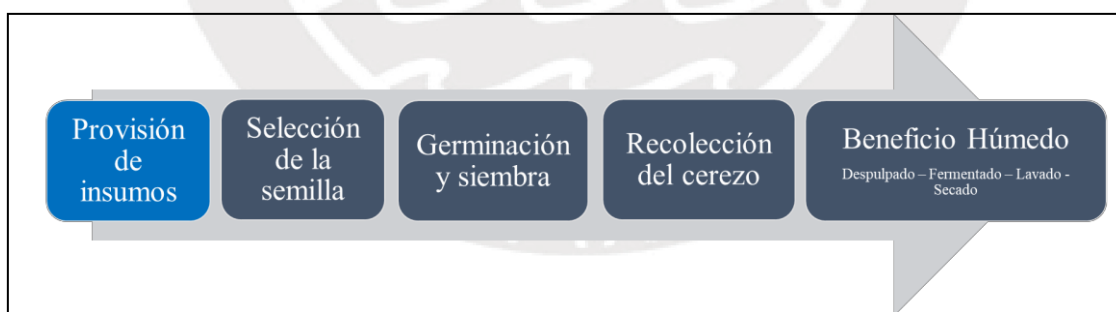 Provisión
de
insumos
Selección
de la
semilla
Germinación
y siembra
Recolección
del cerezo
Beneficio Húmedo
Despulpado – Fermentado – Lavado -
Secado